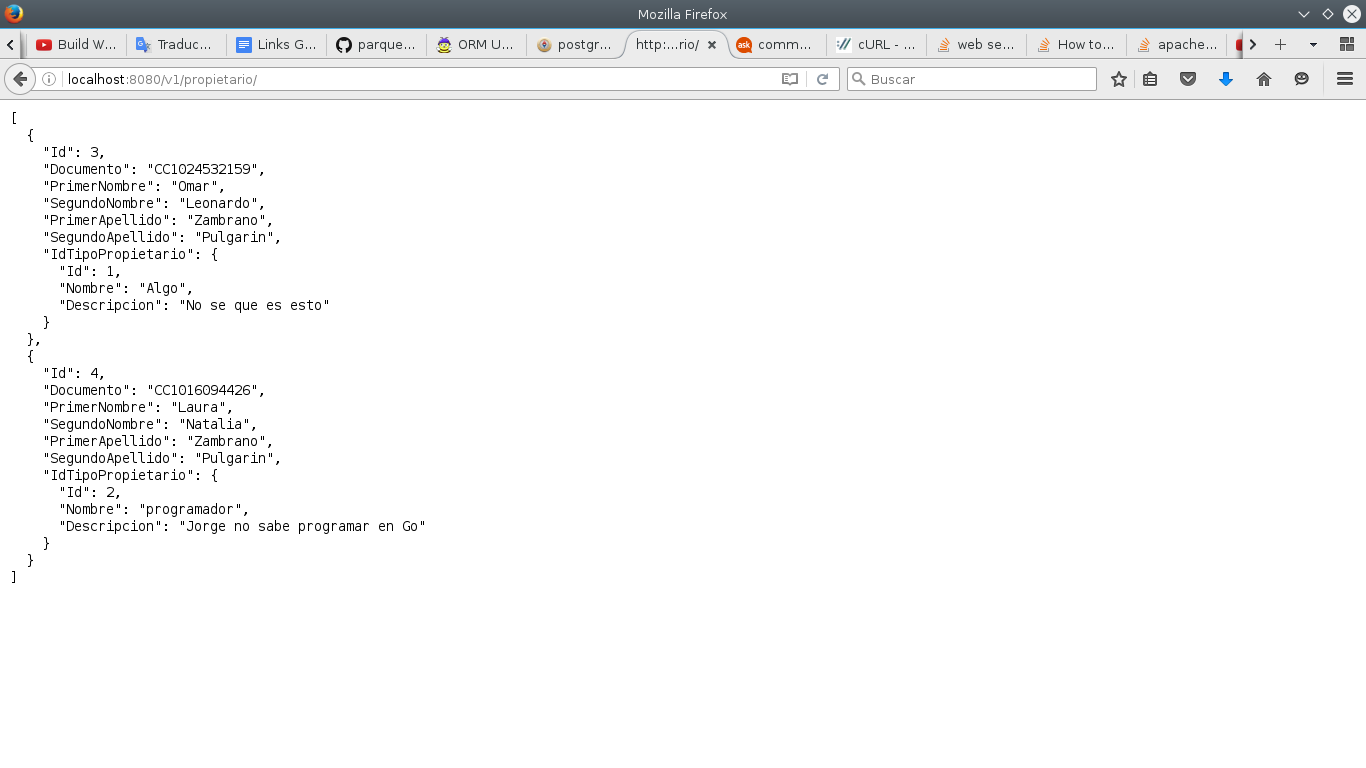 Mozilla Firefox
Build W...
Traduc...
Links G...
parque...
ORM U...
postgr...
http:...rio/
ask
comm...
cURL - ...
web se...
How to...
apache...
localhost:8080/v1/propietario/
Buscar
[
  {
    "Id": 3,
    "Documento": "CC1024532159",
    "PrimerNombre": "Omar",
    "SegundoNombre": "Leonardo",
    "PrimerApellido": "Zambrano",
    "SegundoApellido": "Pulgarin",
    "IdTipoPropietario": {
      "Id": 1,
      "Nombre": "Algo",
      "Descripcion": "No se que es esto"
    }
  },
  {
    "Id": 4,
    "Documento": "CC1016094426",
    "PrimerNombre": "Laura",
    "SegundoNombre": "Natalia",
    "PrimerApellido": "Zambrano",
    "SegundoApellido": "Pulgarin",
    "IdTipoPropietario": {
      "Id": 2,
      "Nombre": "programador",
      "Descripcion": "Jorge no sabe programar en Go"
    }
  }
]